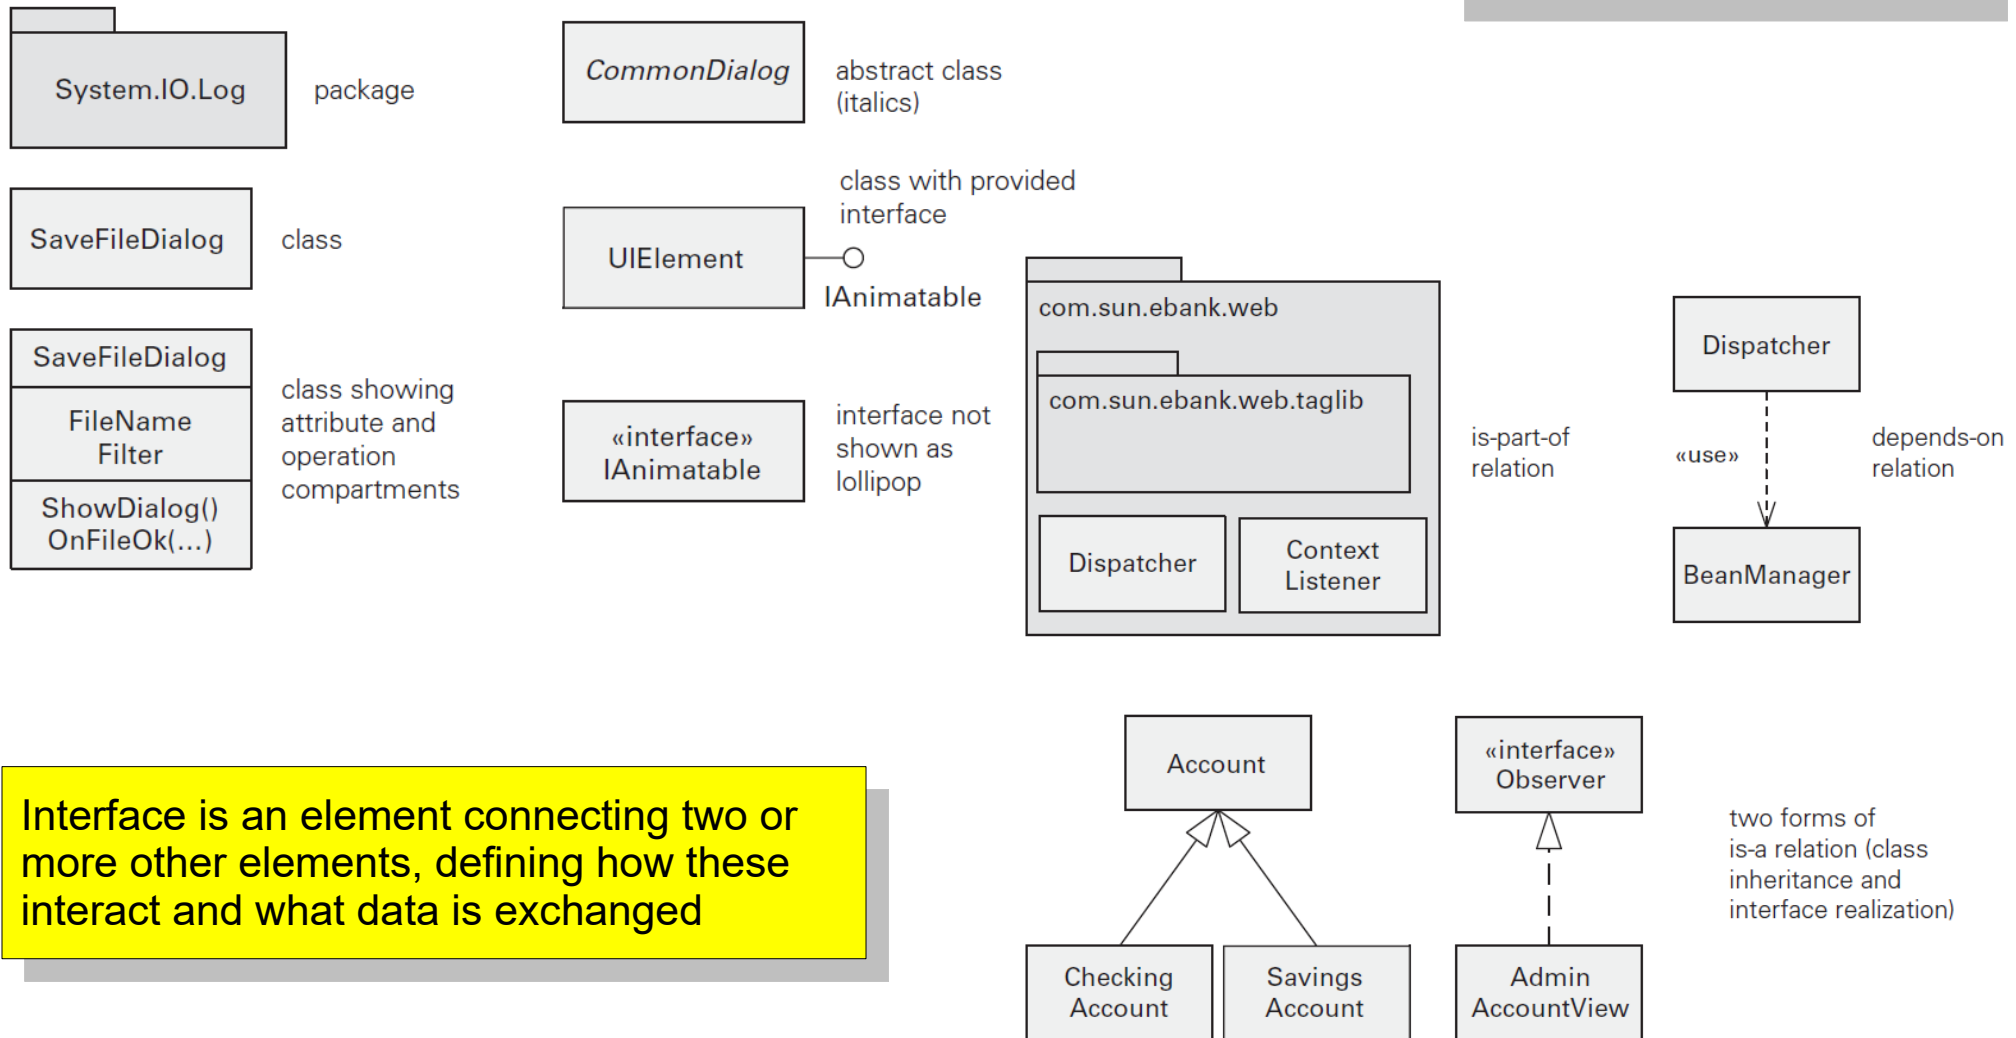 System.IO.Log
package
SaveFileDialog
class
SaveFileDialog
FileName
Filter
ShowDialog()
OnFileOk(...)
class showing
attribute and
operation
compartments
CommonDialog
abstract class
(italics)
class with provided
interface
UIElement
IAnimatable
«interface»
IAnimatable
interface not
shown as
lollipop
com.sun.ebank.web
com.sun.ebank.web.taglib
Dispatcher
Context
Listener
is-part-of
relation
Dispatcher
«use»
BeanManager
depends-on
relation
Interface is an element connecting two or
more other elements, defining how these
interact and what data is exchanged
Account
Checking
Account
Savings
Account
«interface»
Observer
Admin
AccountView
two forms of
is-a relation (class
inheritance and
interface realization)